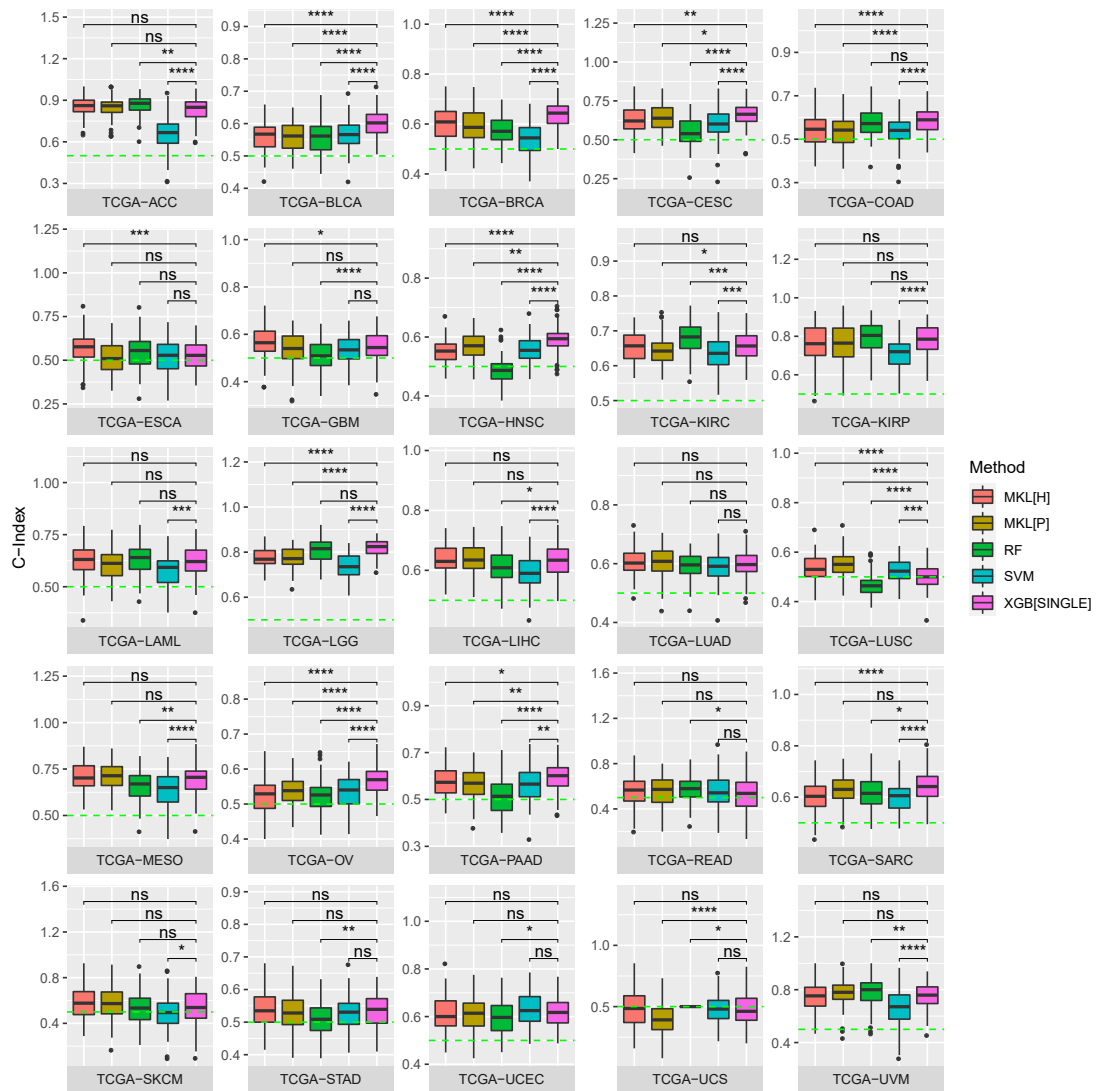 1.5
1.2
0.9
0.6
0.3
ns
ns
**
****
TCGA-ACC
0.9
0.8
0.7
0.6
0.5
0.4
****
****
****
****
TCGA-BLCA
0.8
0.6
0.4
****
****
****
****
TCGA-BRCA
1.25
1.00
0.75
0.50
0.25
**
*
****
****
TCGA-CESC
1.0
0.8
0.5
0.3
****
****
ns
****
TCGA-COAD
1.25
1.00
0.75
0.50
0.25
***
ns
ns
ns
TCGA-ESCA
1.0
0.8
0.6
0.4
*
ns
****
ns
TCGA-GBM
0.8
0.6
0.4
****
**
****
****
TCGA-HNSC
0.9
0.8
0.7
0.6
0.5
ns
*
***
***
TCGA-KIRC
1.2
1.0
0.8
0.6
ns
ns
ns
****
TCGA-KIRP
C-Index
1.00
0.75
0.50
ns
ns
ns
***
TCGA-LAML
1.2
1.0
0.8
0.6
****
****
ns
****
TCGA-LGG
1.0
0.8
0.6
ns
ns
*
****
TCGA-LIHC
1.0
0.8
0.6
0.4
ns
ns
ns
ns
TCGA-LUAD
0.8
0.6
0.4
****
****
****
***
TCGA-LUSC
1.25
1.00
0.75
0.50
ns
ns
**
****
TCGA-MESO
0.8
0.7
0.6
0.5
0.4
****
****
****
****
TCGA-OV
1.0
0.8
0.5
0.3
*
**
****
**
TCGA-PAAD
1.6
1.2
0.8
0.4
ns
ns
*
ns
TCGA-READ
1.0
0.8
0.6
****
ns
*
****
TCGA-SARC
1.6
1.2
0.8
0.4
ns
ns
ns
*
TCGA-SKCM
0.9
0.8
0.7
0.6
0.5
0.4
ns
ns
**
ns
TCGA-STAD
1.0
0.8
0.6
0.4
ns
ns
*
ns
TCGA-UCEC
1.0
0.5
ns
****
*
ns
TCGA-UCS
1.2
0.8
0.4
ns
ns
**
****
TCGA-UVM
Method
MKL[H]
MKL[P]
RF
SVM
XGB[SINGLE]